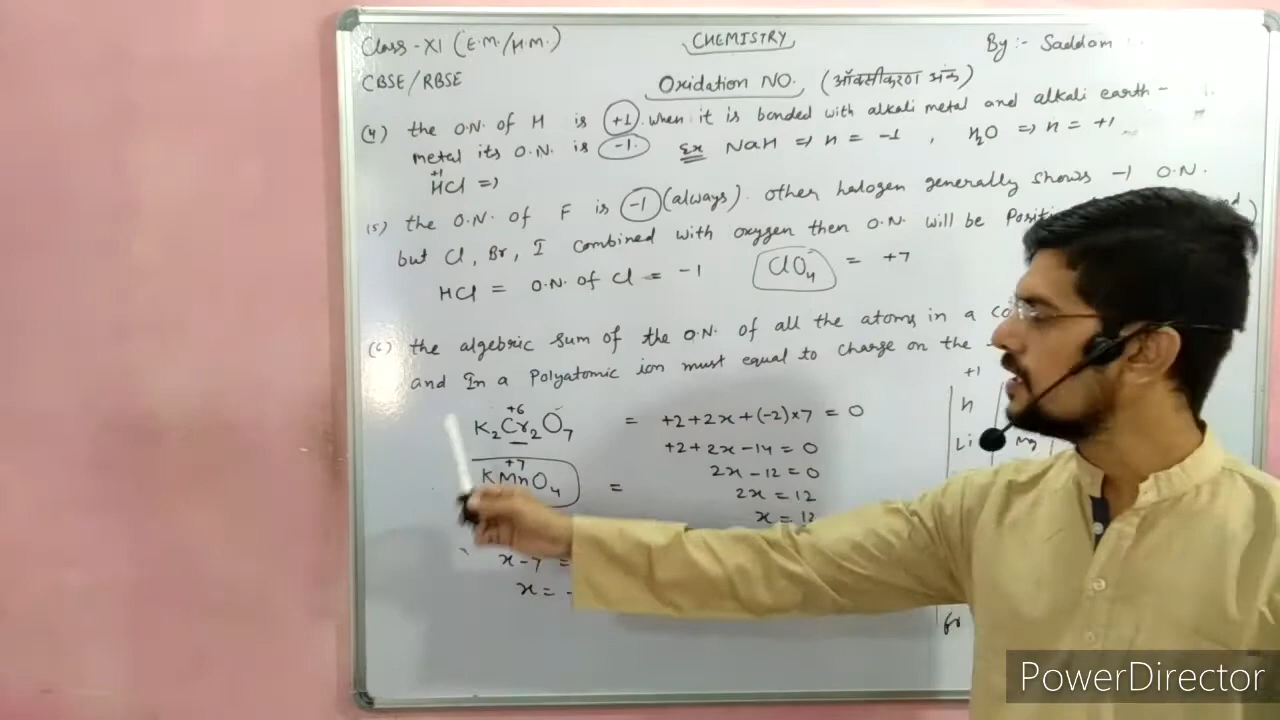 Class - XI (E.M./H.M.) CHEMISTRY By :- Saddam
CBSE/RBSE Oxidation NO. (ऑक्सीकरण अंक)
(4) the O.N. of H is +1. when it is bonded with alkali metal and alkali earth -
metal its O.N. is -1. Ex NaH => H = -1 , H₂O => H = +1
+1
HCl =>
(5) the O.N. of F is -1 (always). other halogen generally shows -1 O.N.
but Cl, Br, I combined with oxygen then O.N. will be
HCl = O.N. of Cl = -1 ClO₄⁻ = +7
(6) the algebric sum of the O.N. of all the atoms in a
and In a Polyatomic ion must equal to charge on the
+6
K₂Cr₂O₇ = +2+2x+(-2)×7 = 0
+2+2x-14 = 0
+7
KMnO₄ = 2x-12 = 0
2x = 12
x = 12
x-7 =
x =
+1
H
Li Mg
fr
PowerDirector